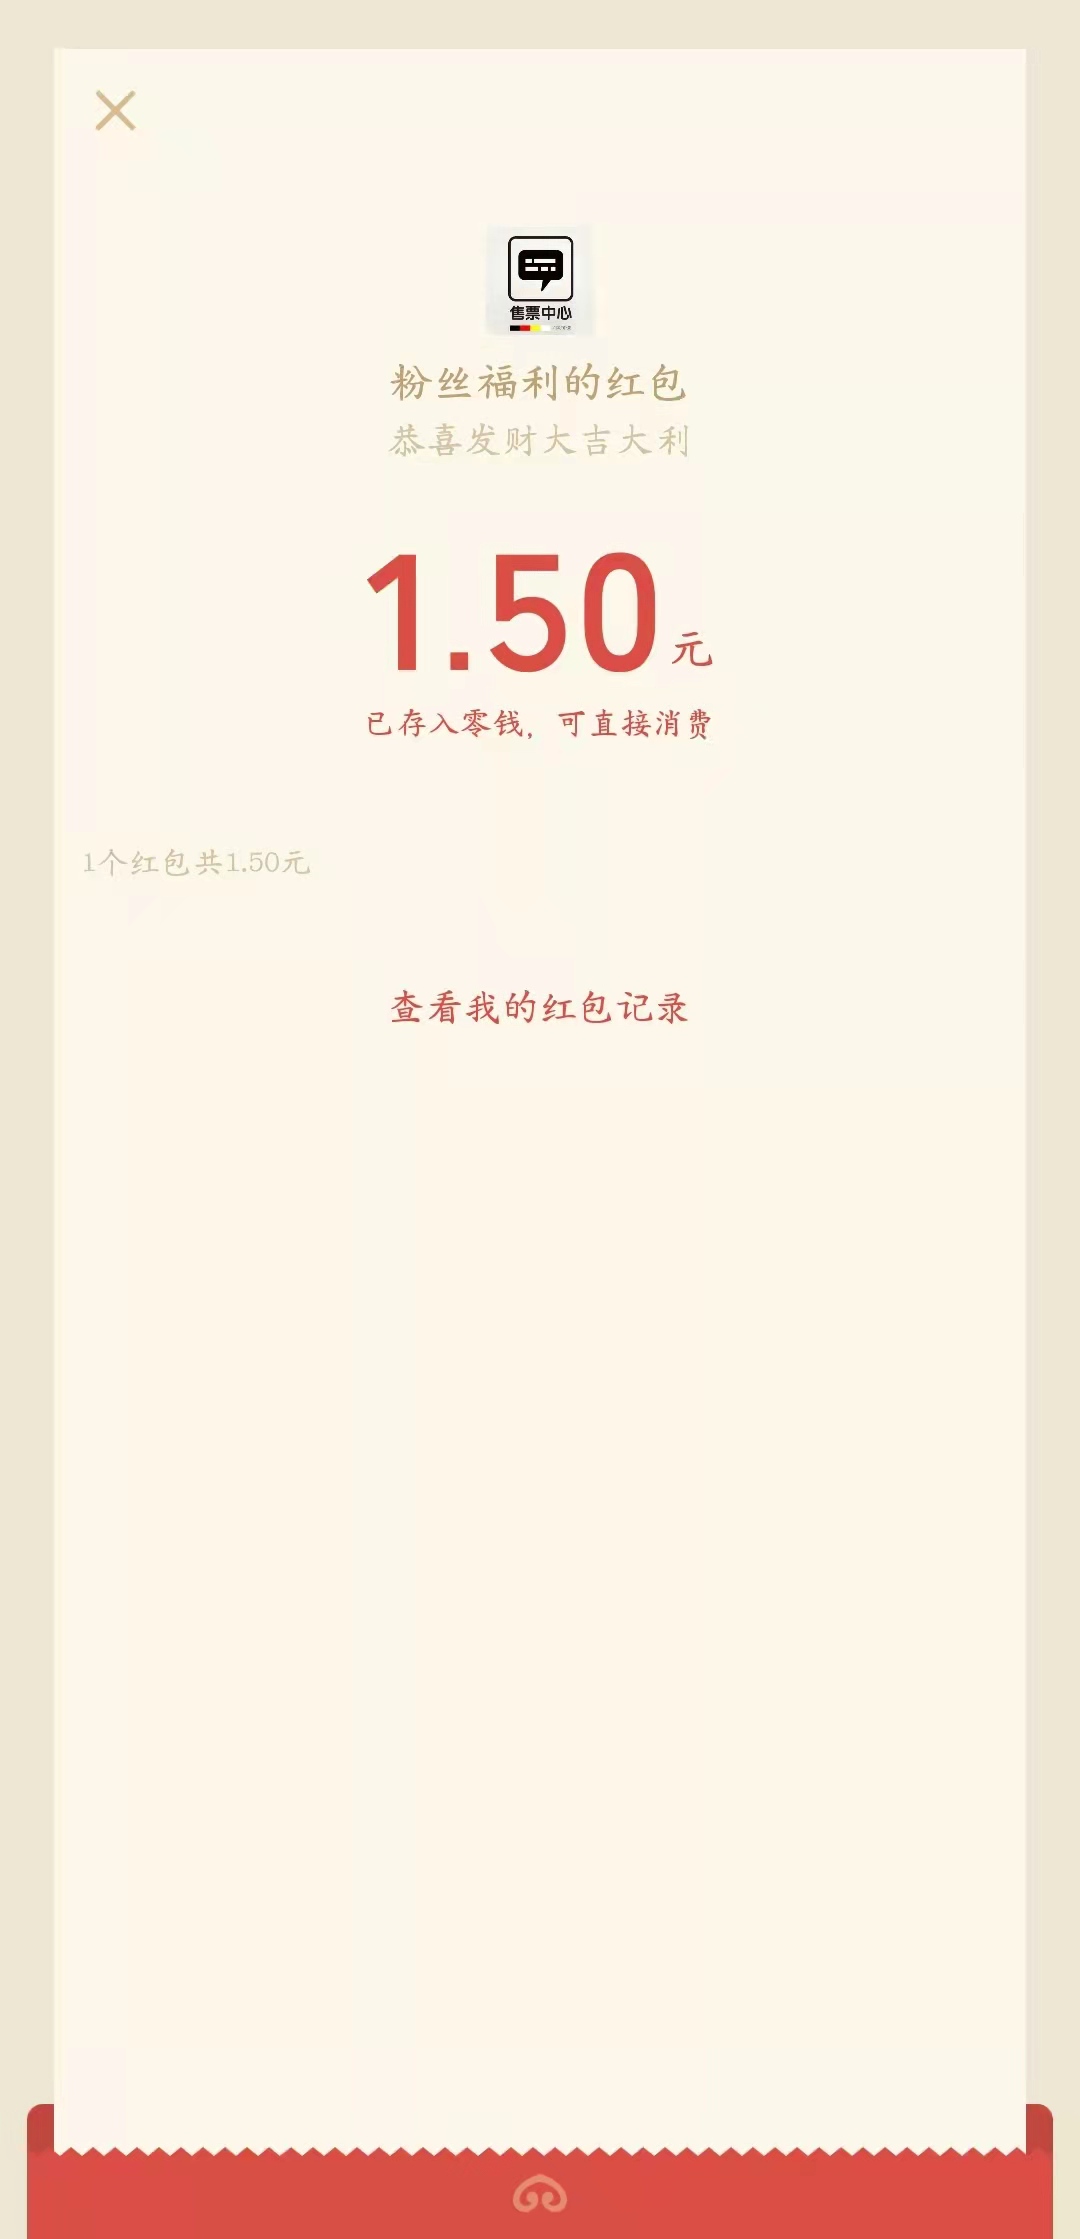 售票中心
粉丝福利的红包
恭喜发财大吉大利
1.50元
已存入零钱，可直接消费
1个红包共1.50元
查看我的红包记录